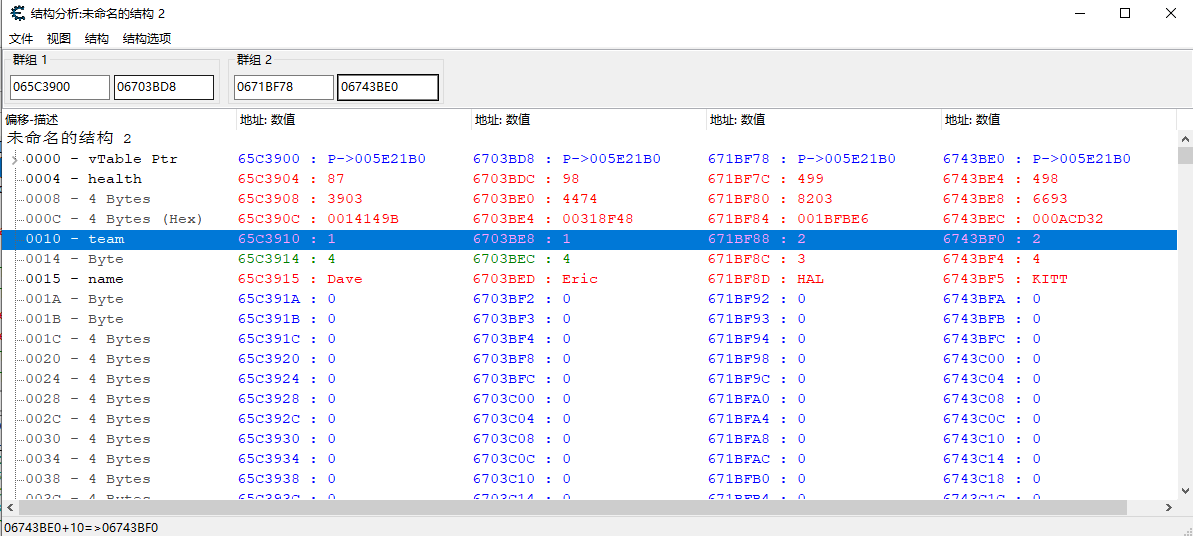 结构分析:未命名的结构 2
文件 视图 结构 结构选项
群组 1 群组 2
065C3900 06703BD8 0671BF78 06743BE0
偏移-描述 地址: 数值 地址: 数值 地址: 数值 地址: 数值
未命名的结构 2
0000 - vTable Ptr 65C3900 : P->005E21B0 6703BD8 : P->005E21B0 671BF78 : P->005E21B0 6743BE0 : P->005E21B0
0004 - health 65C3904 : 87 6703BDC : 98 671BF7C : 499 6743BE4 : 498
0008 - 4 Bytes 65C3908 : 3903 6703BE0 : 4474 671BF80 : 8203 6743BE8 : 6693
000C - 4 Bytes (Hex) 65C390C : 0014149B 6703BE4 : 00318F48 671BF84 : 001BFBE6 6743BEC : 000ACD32
0010 - team 65C3910 : 1 6703BE8 : 1 671BF88 : 2 6743BF0 : 2
0014 - Byte 65C3914 : 4 6703BEC : 4 671BF8C : 3 6743BF4 : 4
0015 - name 65C3915 : Dave 6703BED : Eric 671BF8D : HAL 6743BF5 : KITT
001A - Byte 65C391A : 0 6703BF2 : 0 671BF92 : 0 6743BFA : 0
001B - Byte 65C391B : 0 6703BF3 : 0 671BF93 : 0 6743BFB : 0
001C - 4 Bytes 65C391C : 0 6703BF4 : 0 671BF94 : 0 6743BFC : 0
0020 - 4 Bytes 65C3920 : 0 6703BF8 : 0 671BF98 : 0 6743C00 : 0
0024 - 4 Bytes 65C3924 : 0 6703BFC : 0 671BF9C : 0 6743C04 : 0
0028 - 4 Bytes 65C3928 : 0 6703C00 : 0 671BFA0 : 0 6743C08 : 0
002C - 4 Bytes 65C392C : 0 6703C04 : 0 671BFA4 : 0 6743C0C : 0
0030 - 4 Bytes 65C3930 : 0 6703C08 : 0 671BFA8 : 0 6743C10 : 0
0034 - 4 Bytes 65C3934 : 0 6703C0C : 0 671BFAC : 0 6743C14 : 0
0038 - 4 Bytes 65C3938 : 0 6703C10 : 0 671BFB0 : 0 6743C18 : 0
003C - 4 Bytes 65C393C : 0 6703C14 : 0 671BFB4 : 0 6743C1C : 0
06743BE0+10=>06743BF0